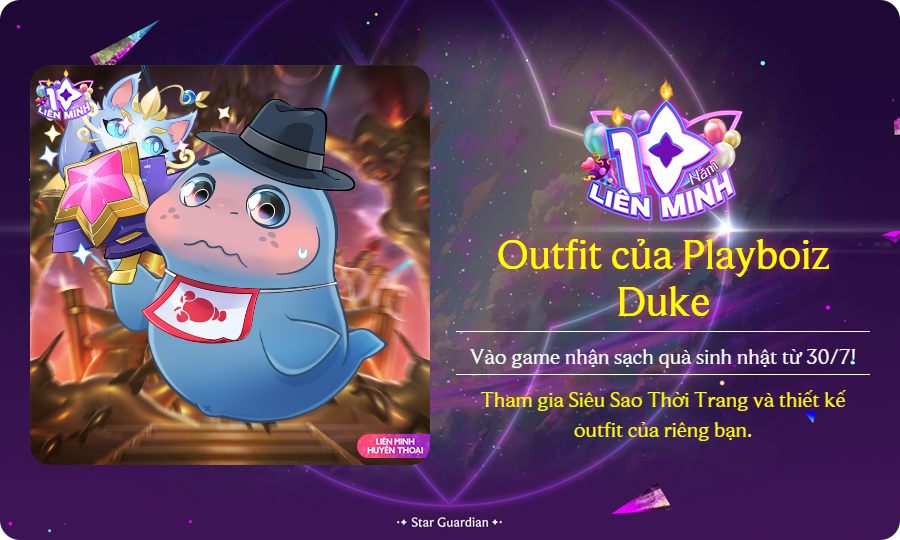 10
LIÊN MINH
LIÊN MINH
HUYỀN THOẠI
10
Năm
LIÊN MINH
Outfit của Playboiz
Duke
Vào game nhận sạch quà sinh nhật từ 30/7!
Tham gia Siêu Sao Thời Trang và thiết kế
outfit của riêng bạn.
Star Guardian